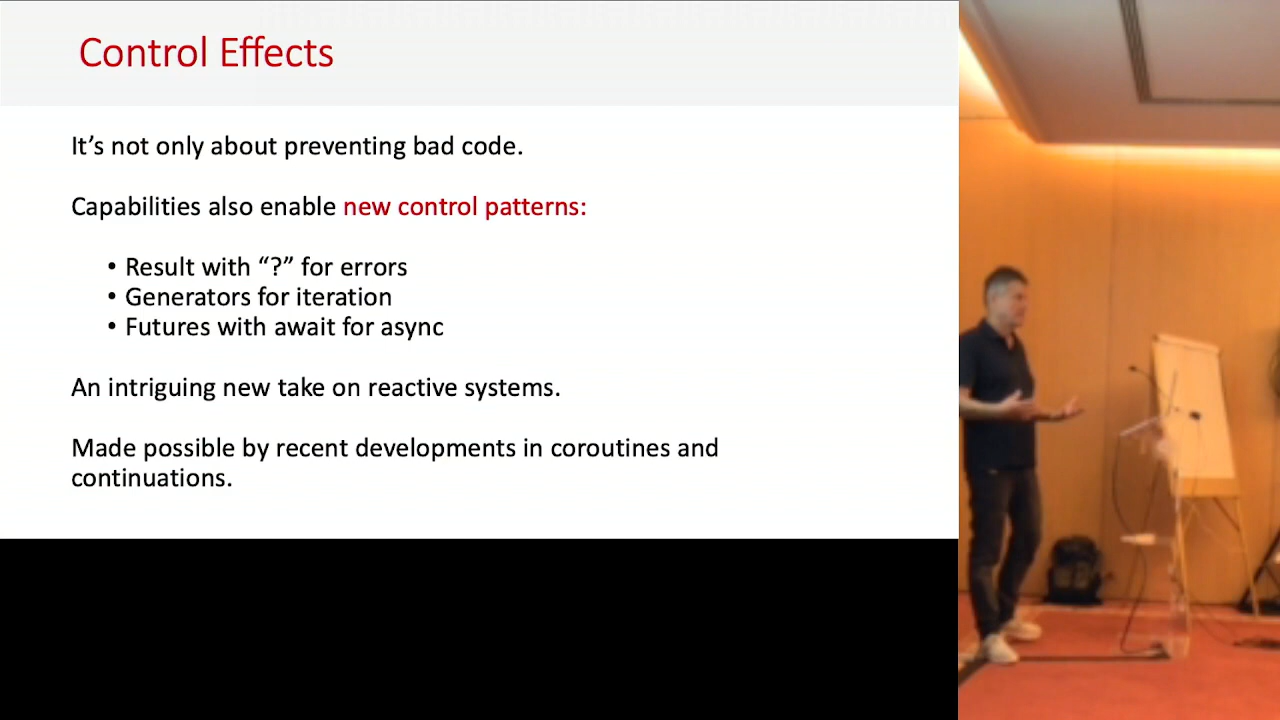 Control Effects
It’s not only about preventing bad code.
Capabilities also enable new control patterns:
• Result with “?” for errors
• Generators for iteration
• Futures with await for async
An intriguing new take on reactive systems.
Made possible by recent developments in coroutines and
continuations.